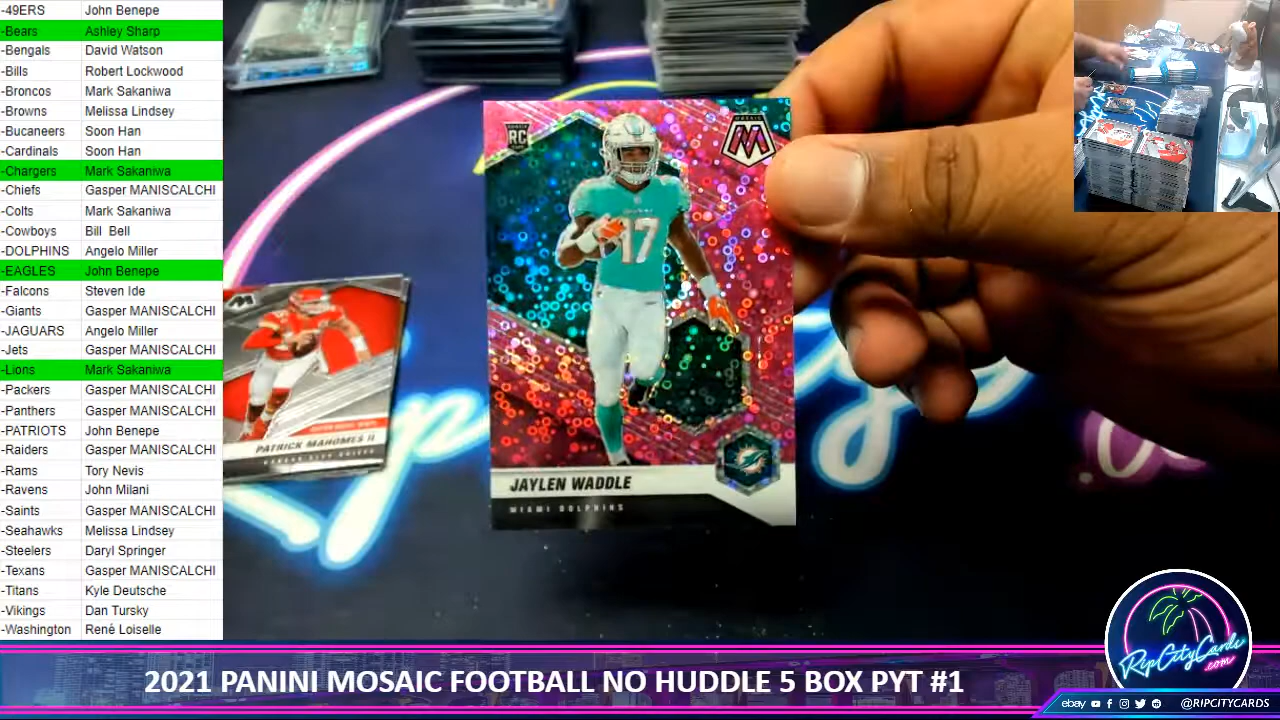 -49ERS John Benepe
-Bears Ashley Sharp
-Bengals David Watson
-Bills Robert Lockwood
-Broncos Mark Sakaniwa
-Browns Melissa Lindsey
-Bucaneers Soon Han
-Cardinals Soon Han
-Chargers Mark Sakaniwa
-Chiefs Gasper MANISCALCHI
-Colts Mark Sakaniwa
-Cowboys Bill Bell
-DOLPHINS Angelo Miller
-EAGLES John Benepe
-Falcons Steven Ide
-Giants Gasper MANISCALCHI
-JAGUARS Angelo Miller
-Jets Gasper MANISCALCHI
-Lions Mark Sakaniwa
-Packers Gasper MANISCALCHI
-Panthers Gasper MANISCALCHI
-PATRIOTS John Benepe
-Raiders Gasper MANISCALCHI
-Rams Tory Nevis
-Ravens John Milani
-Saints Gasper MANISCALCHI
-Seahawks Melissa Lindsey
-Steelers Daryl Springer
-Texans Gasper MANISCALCHI
-Titans Kyle Deutsche
-Vikings Dan Tursky
-Washington René Loiselle
RC
MOSAIC
M
17
JAYLEN WADDLE
MIAMI DOLPHINS
PATRICK MAHOMES II
KANSAS CITY CHIEFS
RipCityCards
.com
2021 PANINI MOSAIC FOOTBALL NO HUDDLE 5 BOX PYT #1
ebay @RIPCITYCARDS